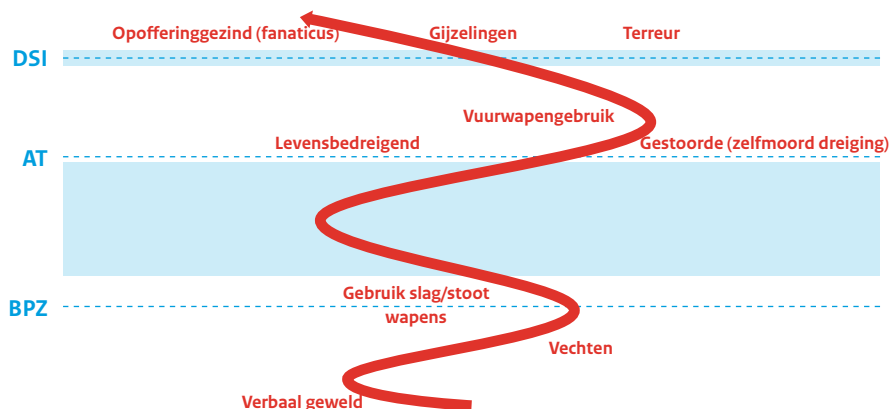 Opofferinggezind (fanaticus)
Gijzelingen
Terreur
DSI
Vuurwapengebruik
Levensbedreigend
Gestoorde (zelfmoord dreiging)
AT
Gebruik slag/stoot
wapens
BPZ
Vechten
Verbaal geweld